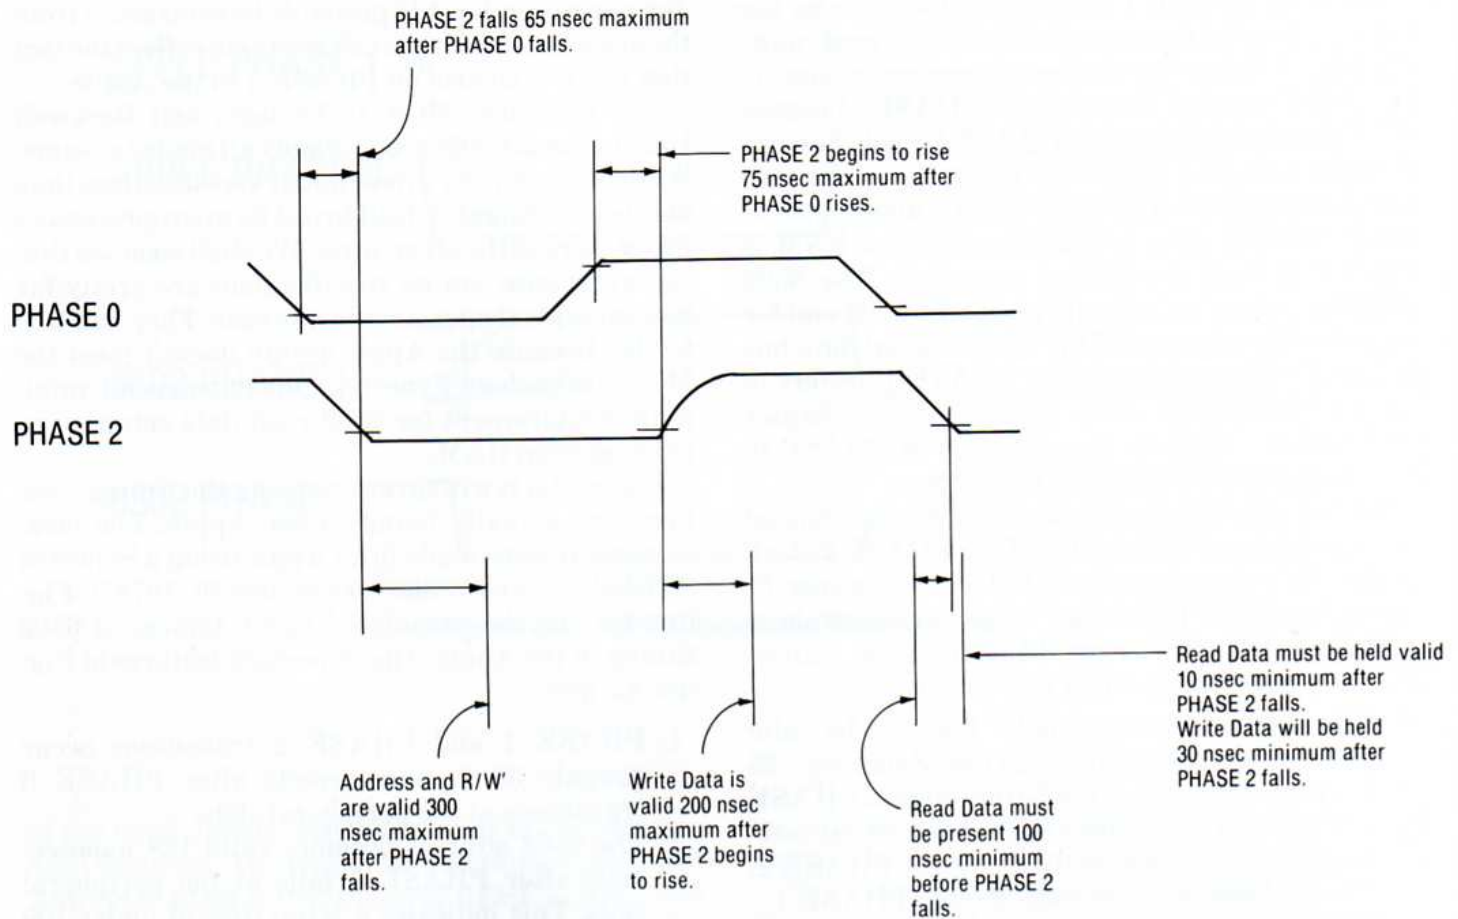 PHASE 2 falls 65 nsec maximum
after PHASE 0 falls.
PHASE 2 begins to rise
75 nsec maximum after
PHASE 0 rises.
PHASE 0
PHASE 2
Address and R/W'
are valid 300
nsec maximum
after PHASE 2
falls.
Write Data is
valid 200 nsec
maximum after
PHASE 2 begins
to rise.
Read Data must
be present 100
nsec minimum
before PHASE 2
falls.
Read Data must be held valid
10 nsec minimum after
PHASE 2 falls.
Write Data will be held
30 nsec minimum after
PHASE 2 falls.